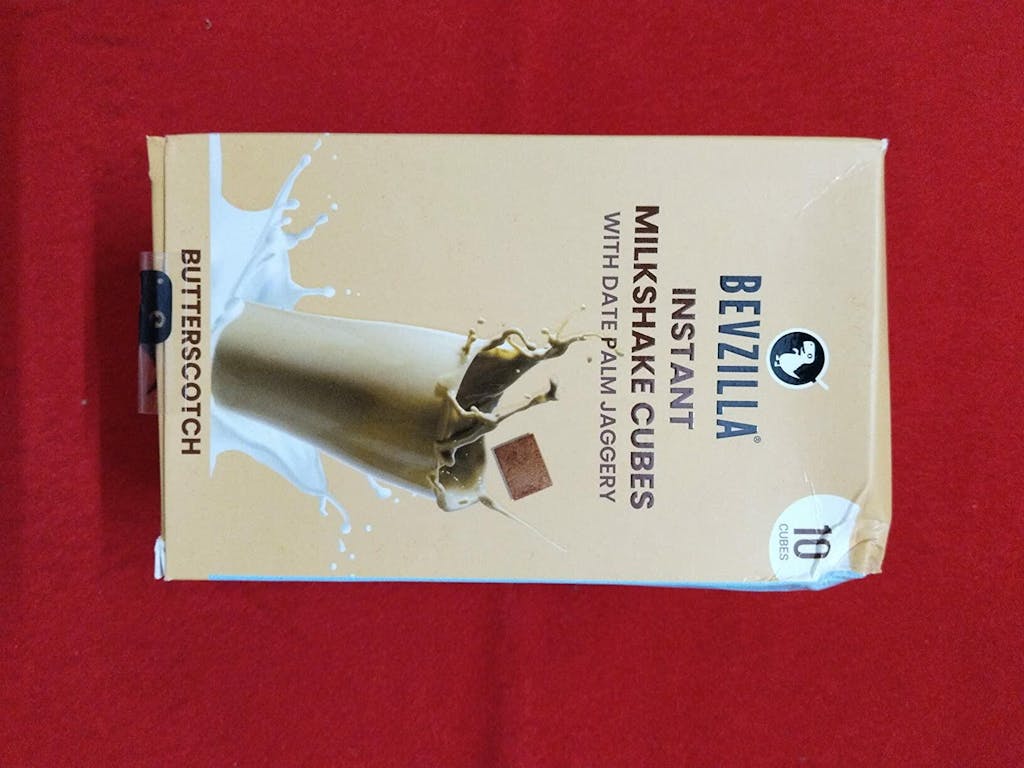 BEVZILLA®
INSTANT
MILKSHAKE CUBES
WITH DATE PALM JAGGERY
10
CUBES
BUTTERSCOTCH